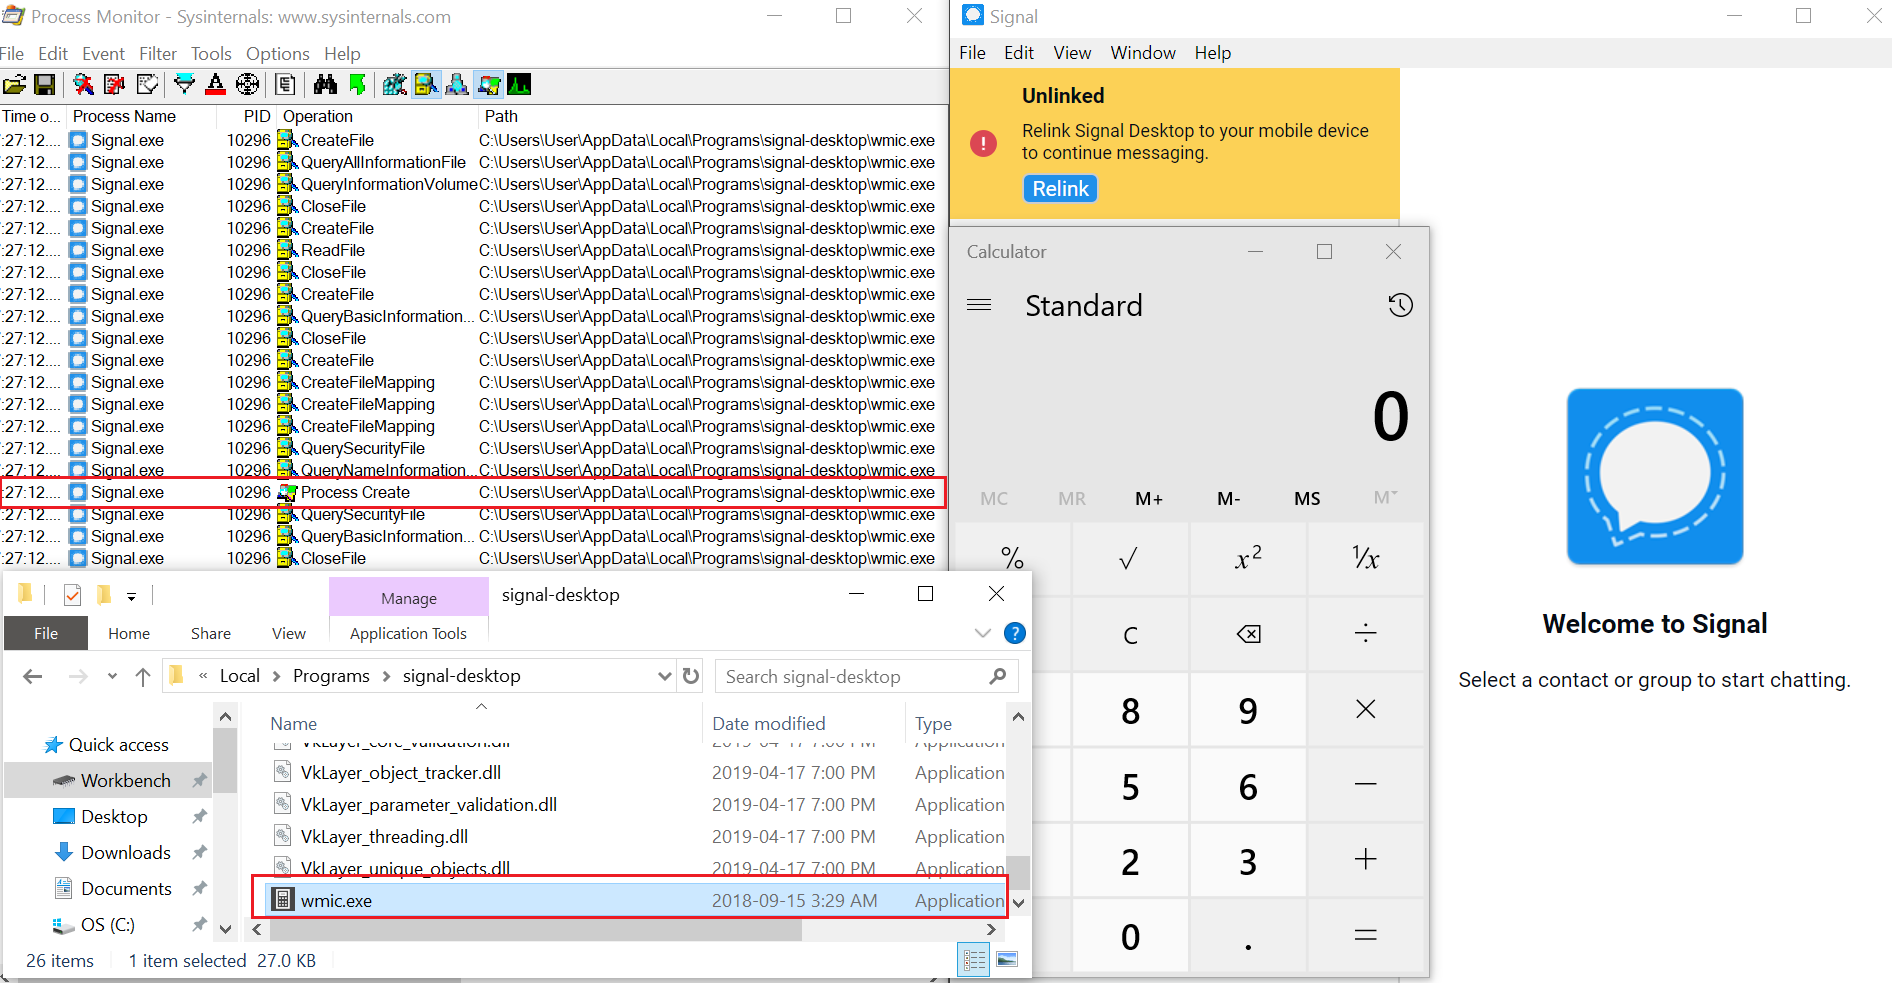 Process Monitor - Sysinternals: www.sysinternals.com
File Edit Event Filter Tools Options Help
Time o... Process Name PID Operation Path
:27:12.... Signal.exe 10296 CreateFile C:\Users\User\AppData\Local\Programs\signal-desktop\wmic.exe
:27:12.... Signal.exe 10296 QueryAllInformationFile C:\Users\User\AppData\Local\Programs\signal-desktop\wmic.exe
:27:12.... Signal.exe 10296 QueryInformationVolume C:\Users\User\AppData\Local\Programs\signal-desktop\wmic.exe
:27:12.... Signal.exe 10296 CloseFile C:\Users\User\AppData\Local\Programs\signal-desktop\wmic.exe
:27:12.... Signal.exe 10296 CreateFile C:\Users\User\AppData\Local\Programs\signal-desktop\wmic.exe
:27:12.... Signal.exe 10296 ReadFile C:\Users\User\AppData\Local\Programs\signal-desktop\wmic.exe
:27:12.... Signal.exe 10296 CloseFile C:\Users\User\AppData\Local\Programs\signal-desktop\wmic.exe
:27:12.... Signal.exe 10296 CreateFile C:\Users\User\AppData\Local\Programs\signal-desktop\wmic.exe
:27:12.... Signal.exe 10296 QueryBasicInformation... C:\Users\User\AppData\Local\Programs\signal-desktop\wmic.exe
:27:12.... Signal.exe 10296 CloseFile C:\Users\User\AppData\Local\Programs\signal-desktop\wmic.exe
:27:12.... Signal.exe 10296 CreateFile C:\Users\User\AppData\Local\Programs\signal-desktop\wmic.exe
:27:12.... Signal.exe 10296 CreateFileMapping C:\Users\User\AppData\Local\Programs\signal-desktop\wmic.exe
:27:12.... Signal.exe 10296 CreateFileMapping C:\Users\User\AppData\Local\Programs\signal-desktop\wmic.exe
:27:12.... Signal.exe 10296 CreateFileMapping C:\Users\User\AppData\Local\Programs\signal-desktop\wmic.exe
:27:12.... Signal.exe 10296 QuerySecurityFile C:\Users\User\AppData\Local\Programs\signal-desktop\wmic.exe
:27:12.... Signal.exe 10296 QueryNameInformation... C:\Users\User\AppData\Local\Programs\signal-desktop\wmic.exe
:27:12.... Signal.exe 10296 Process Create C:\Users\User\AppData\Local\Programs\signal-desktop\wmic.exe
:27:12.... Signal.exe 10296 QuerySecurityFile C:\Users\User\AppData\Local\Programs\signal-desktop\wmic.exe
:27:12.... Signal.exe 10296 QueryBasicInformation... C:\Users\User\AppData\Local\Programs\signal-desktop\wmic.exe
:27:12.... Signal.exe 10296 CloseFile C:\Users\User\AppData\Local\Programs\signal-desktop\wmic.exe
Manage signal-desktop
File Home Share View Application Tools
« Local > Programs > signal-desktop Search signal-desktop
Quick access
Workbench
Desktop
Downloads
Documents
OS (C:)
Name Date modified Type
VkLayer_core_validation.dll 2019-04-17 7:00 PM Application
VkLayer_object_tracker.dll 2019-04-17 7:00 PM Application
VkLayer_parameter_validation.dll 2019-04-17 7:00 PM Application
VkLayer_threading.dll 2019-04-17 7:00 PM Application
VkLayer_unique_objects.dll 2019-04-17 7:00 PM Application
wmic.exe 2018-09-15 3:29 AM Application
26 items 1 item selected 27.0 KB
Signal
File Edit View Window Help
Unlinked
Relink Signal Desktop to your mobile device
to continue messaging.
Relink
Calculator
Standard
0
MC MR M+ M- MS M˅
% √ x² ¹/x
C ⌫ ÷
8 9 ×
5 6 −
2 3 +
0 . =
Welcome to Signal
Select a contact or group to start chatting.